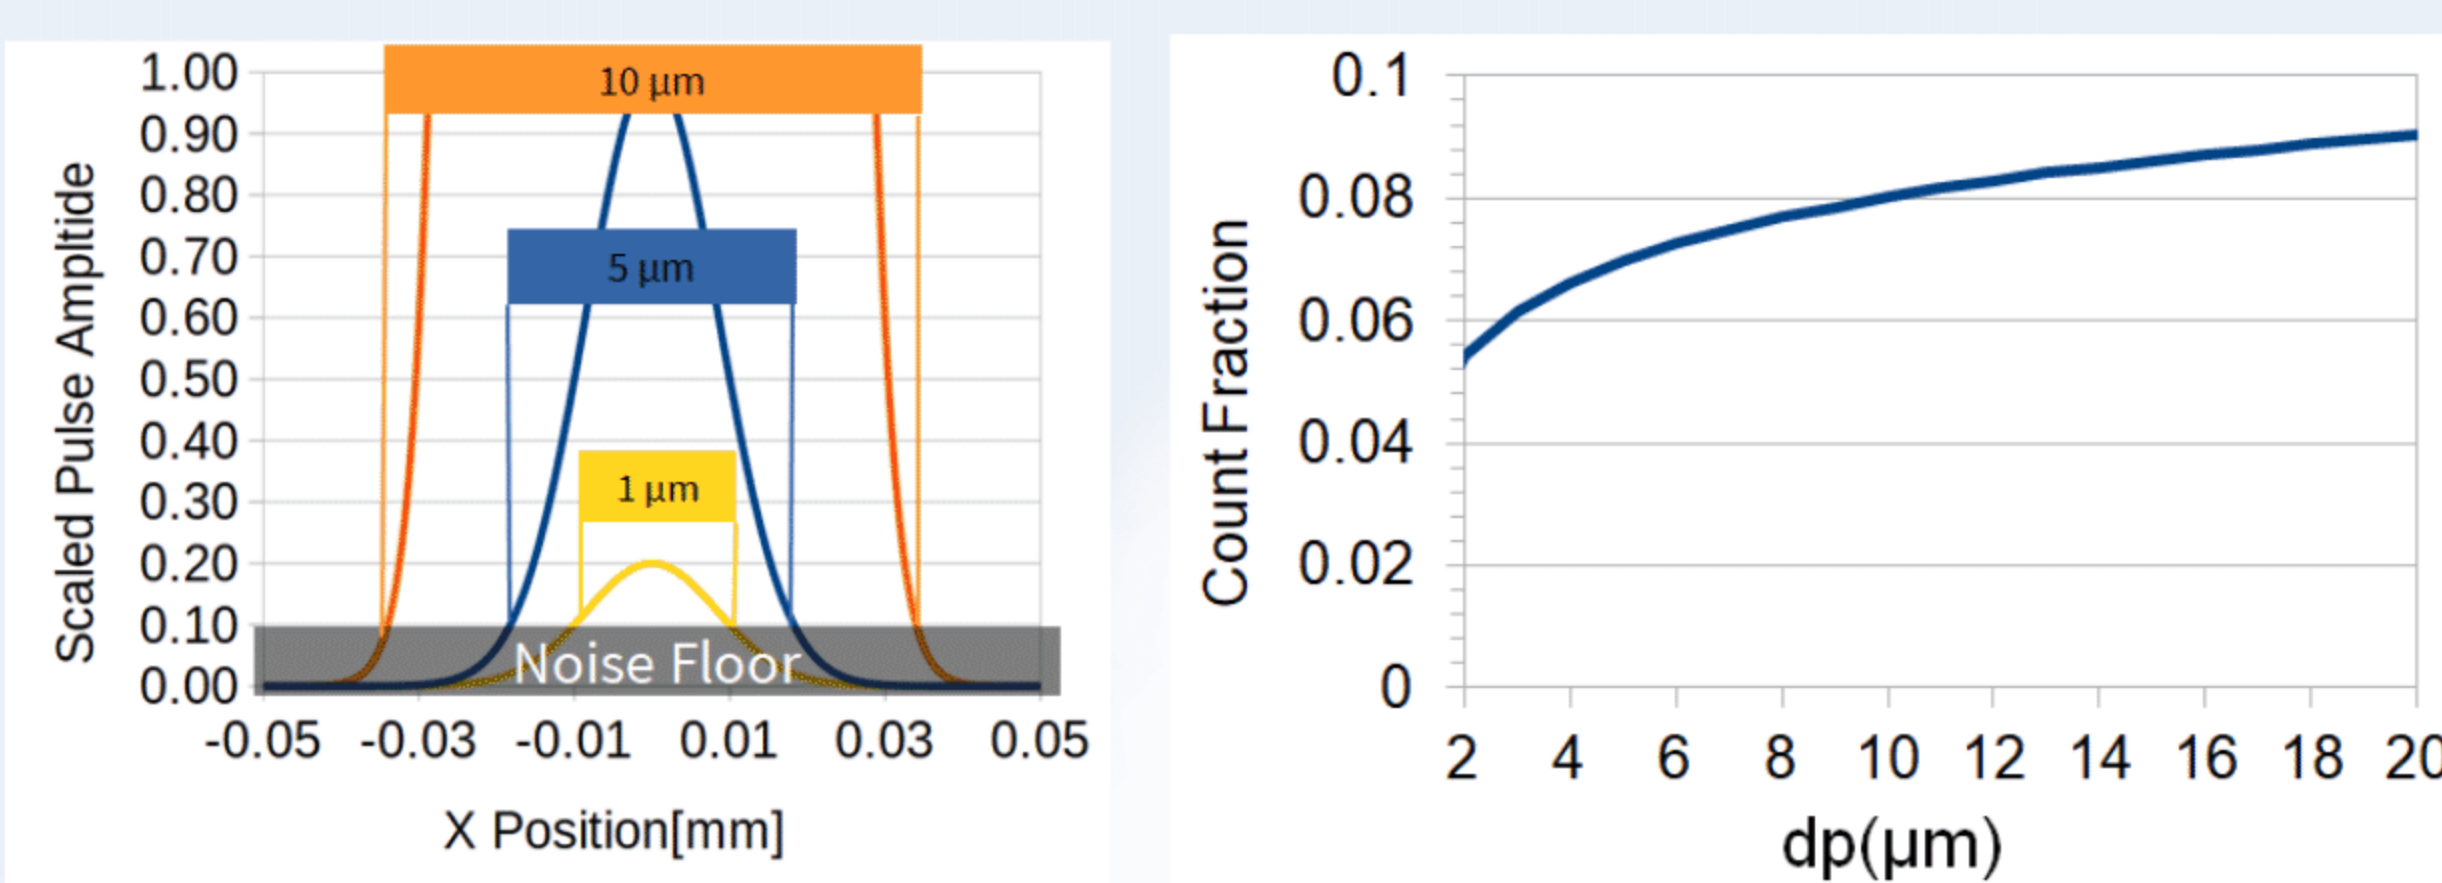 1.00
0.90
0.80
0.70
0.60
0.50
0.40
0.30
0.20
0.10
0.00
Scaled Pulse Ampltide
10 µm
5 µm
1 µm
Noise Floor
-0.05 -0.03 -0.01 0.01 0.03 0.05
X Position[mm]
0.1
0.08
0.06
0.04
0.02
0
Count Fraction
2 4 6 8 10 12 14 16 18 20
dp(µm)